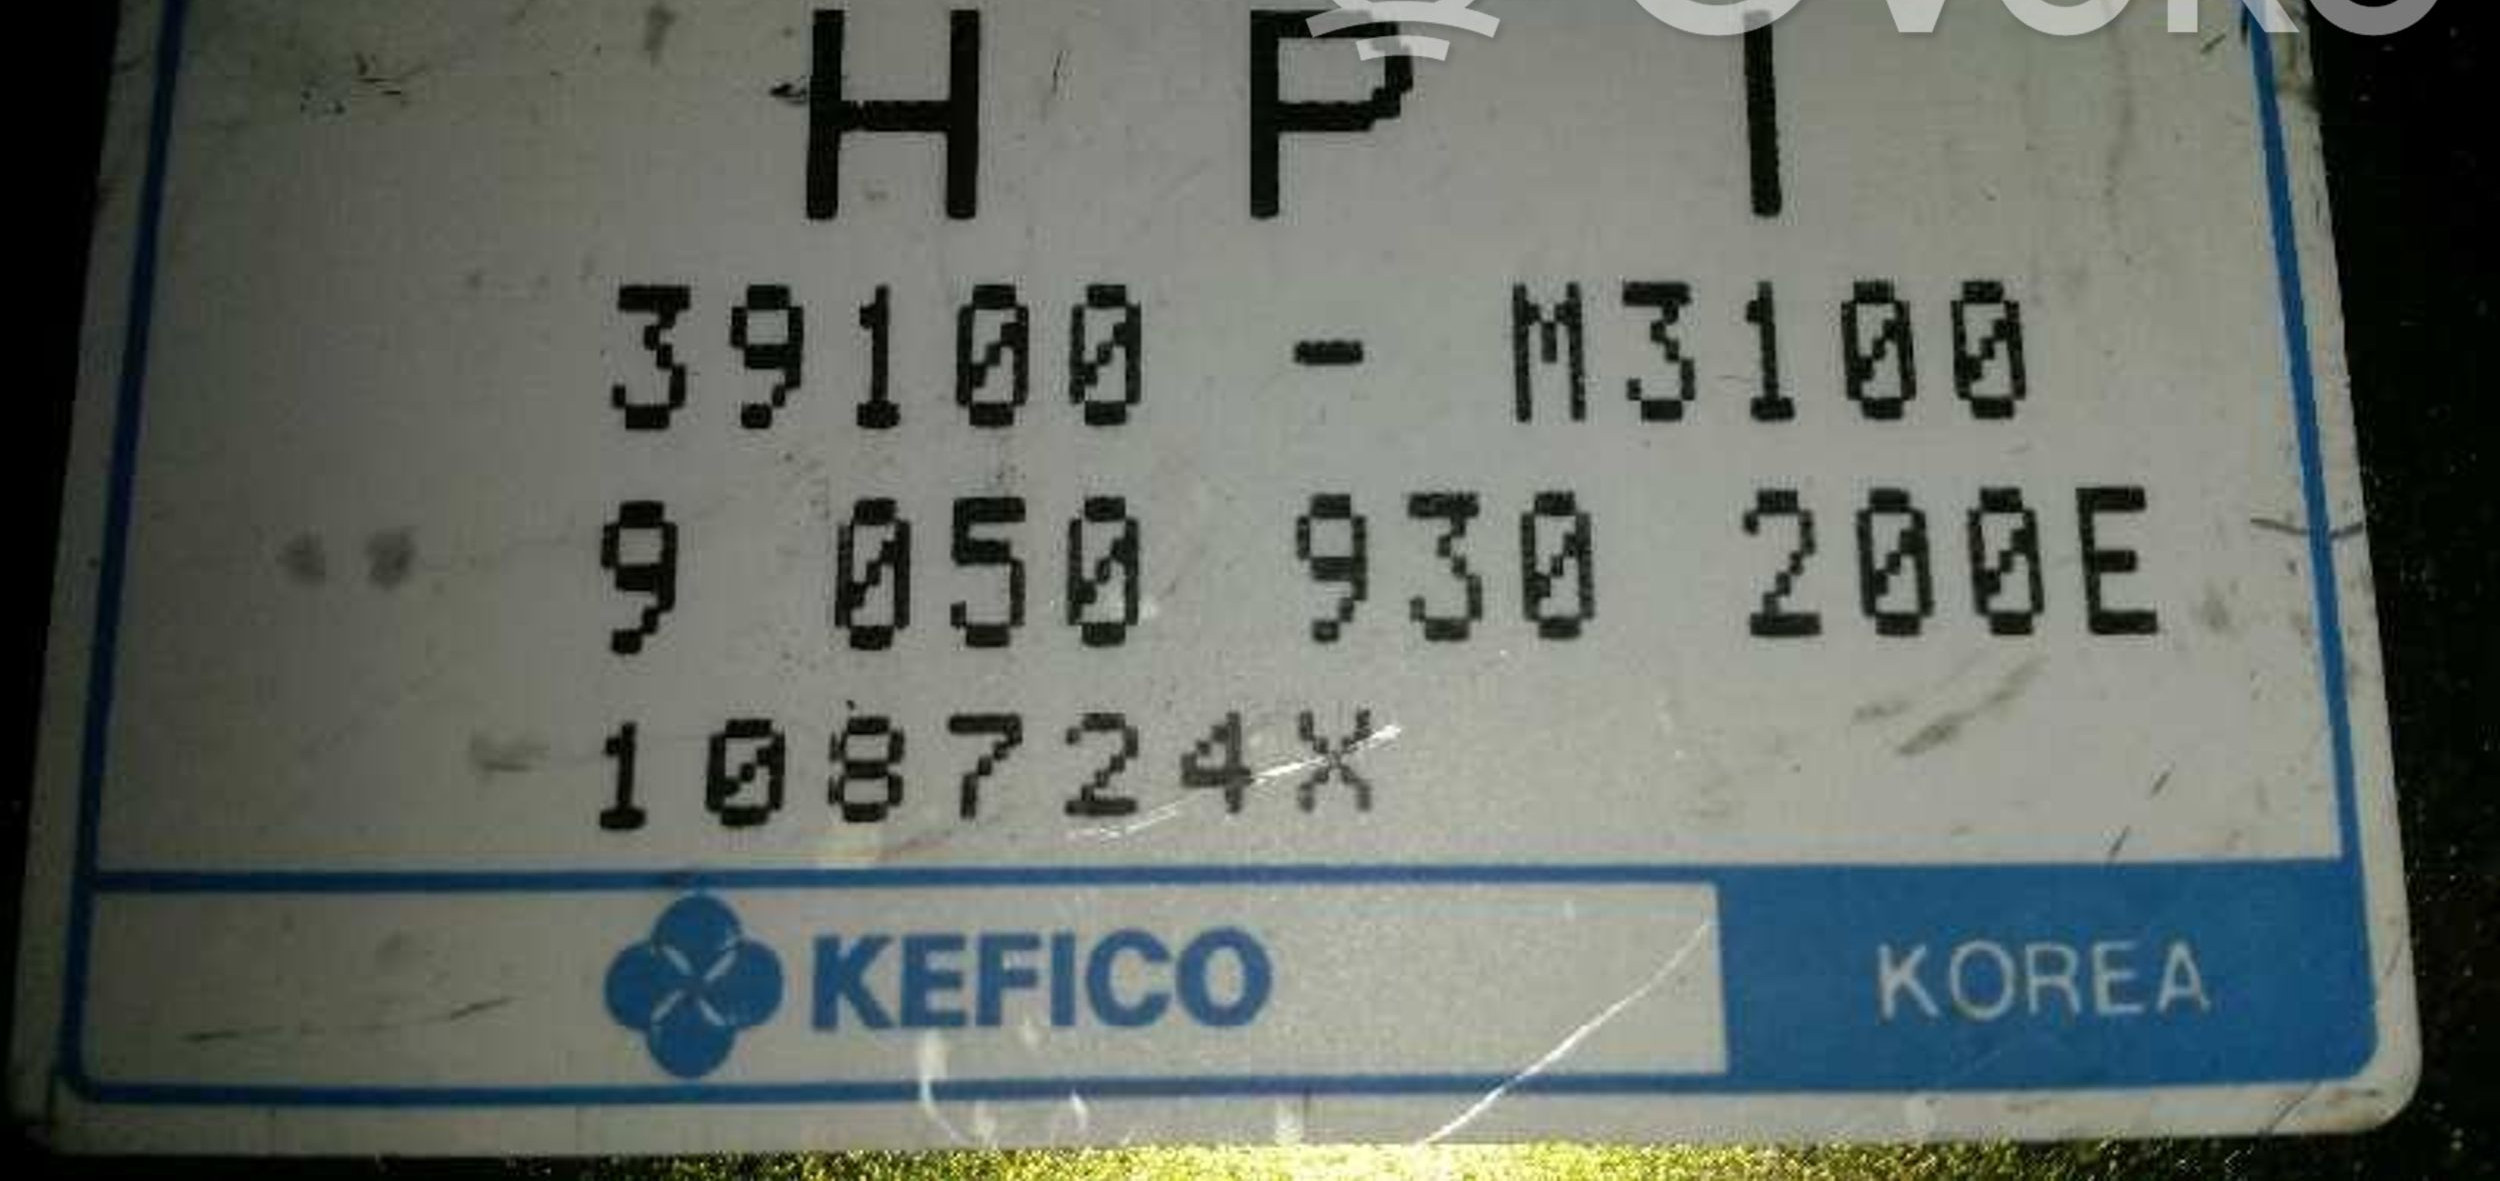 H P I
39100 - M3100
9 050 930 200E
108724X
KEFICO
KOREA